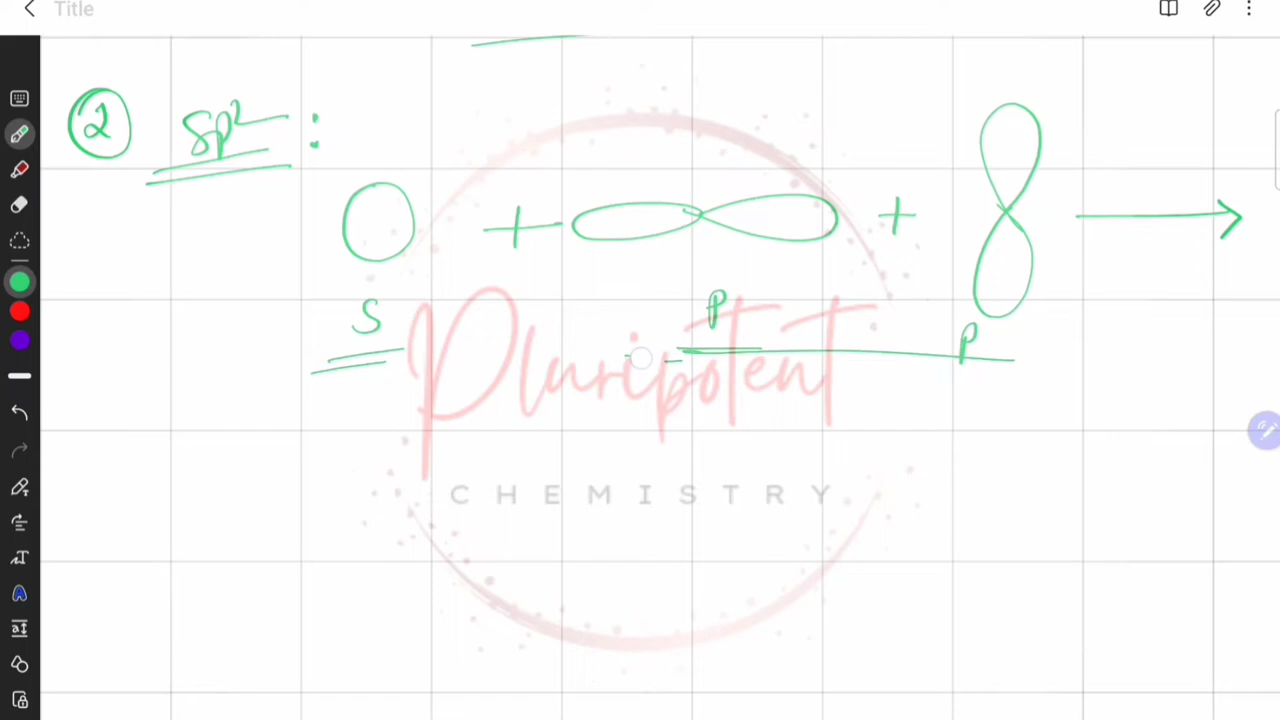 Title
2 Sp² :
+ + →
S P P
Pluripotent
CHEMISTRY